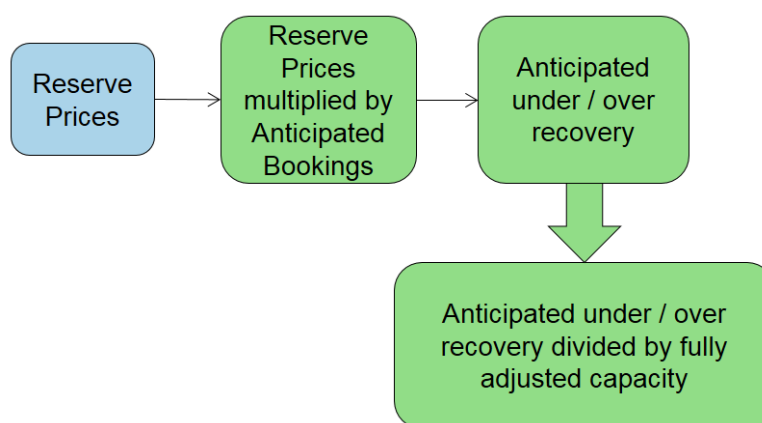 Reserve
Prices
Reserve
Prices
multiplied by
Anticipated
Bookings
Anticipated
under / over
recovery
Anticipated under / over
recovery divided by fully
adjusted capacity